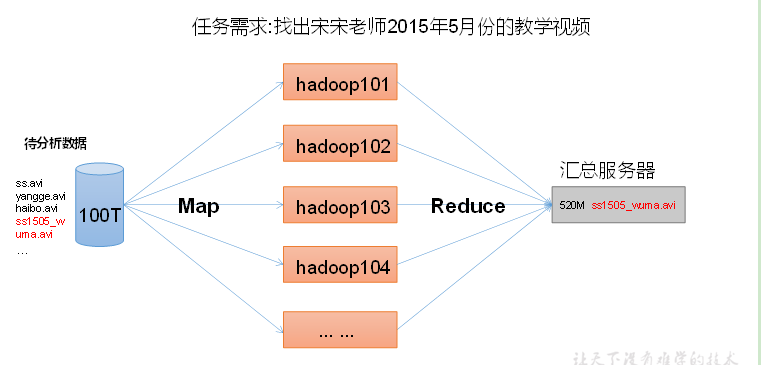 任务需求:找出宋宋老师2015年5月份的教学视频
hadoop101
待分析数据
hadoop102
汇总服务器
ss.avi
yangge.avi
haibo.avi
ss1505_w
uma.avi
...
100T
Map
hadoop103
Reduce
520M ss1505_wuma.avi
hadoop104
... ...
让天下没有难学的技术